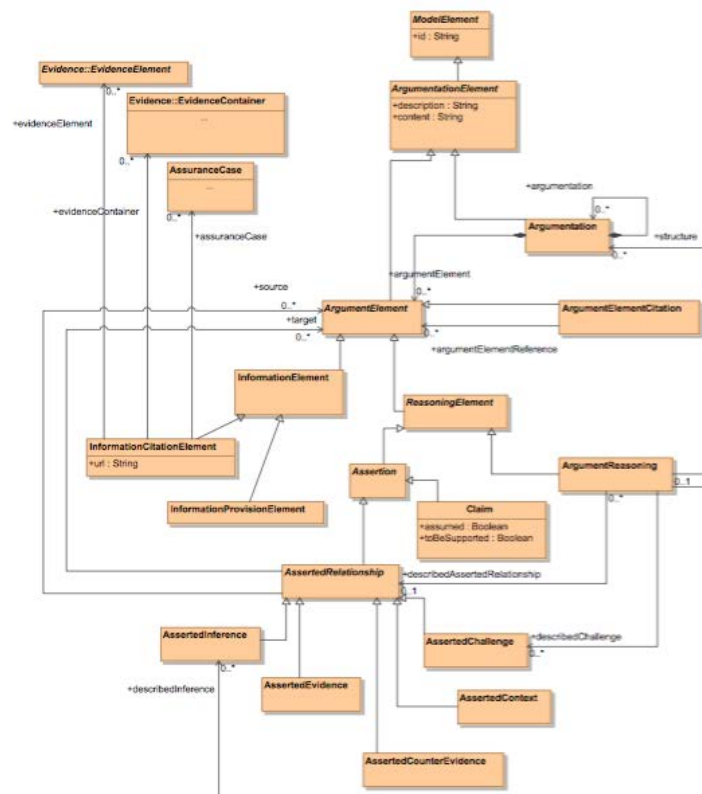 ModelElement
+id : String
Evidence::EvidenceElement
0..*
Evidence::EvidenceContainer
...
+evidenceElement
ArgumentationElement
+description : String
+content : String
0..*
AssuranceCase
...
+evidenceContainer
0..*
+assuranceCase
+argumentation
0..*
Argumentation
+structure
0..*
+argumentElement
0..*
+source
0..*
ArgumentElement
ArgumentElementCitation
+target
0..*
0..*
+argumentElementReference
InformationElement
ReasoningElement
InformationCitationElement
+url : String
Assertion
ArgumentReasoning
0..1
0..*
InformationProvisionElement
Claim
+assumed : Boolean
+toBeSupported : Boolean
AssertedRelationship
+describedAssertedRelationship
0..1
AssertedInference
0..*
AssertedChallenge
+describedChallenge
0..*
+describedInference
AssertedEvidence
AssertedContext
AssertedCounterEvidence